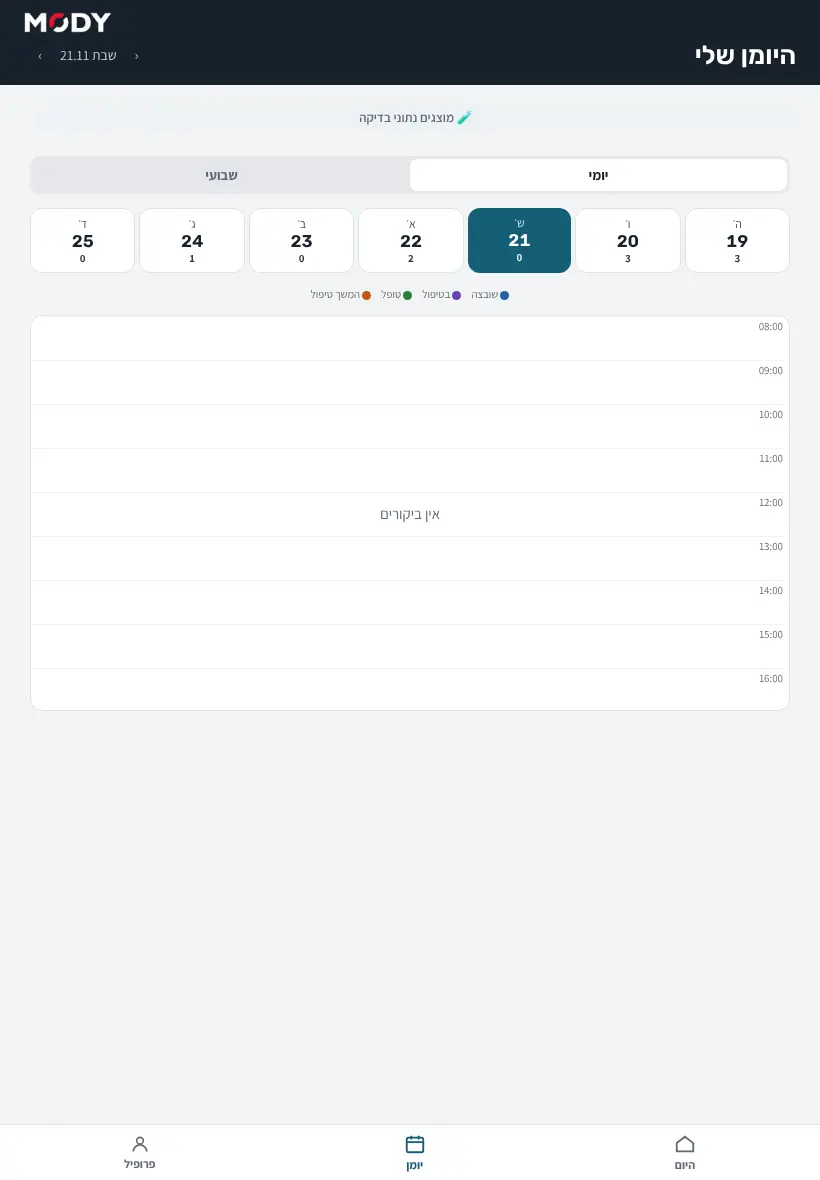 MODY
היומן שלי
‹ שבת 21.11 ›
🧪 מוצגים נתוני בדיקה
יומי
שבועי
ה׳ 19 3
ו׳ 20 3
ש׳ 21 0
א׳ 22 2
ב׳ 23 0
ג׳ 24 1
ד׳ 25 0
שובצה בטיפול טופל המשך טיפול
08:00
09:00
10:00
11:00
12:00
אין ביקורים
13:00
14:00
15:00
16:00
היום
יומן
פרופיל